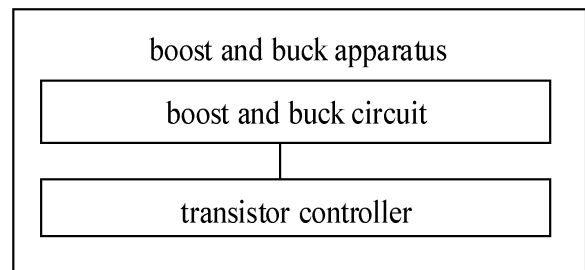 boost and buck apparatus
boost and buck circuit
transistor controller